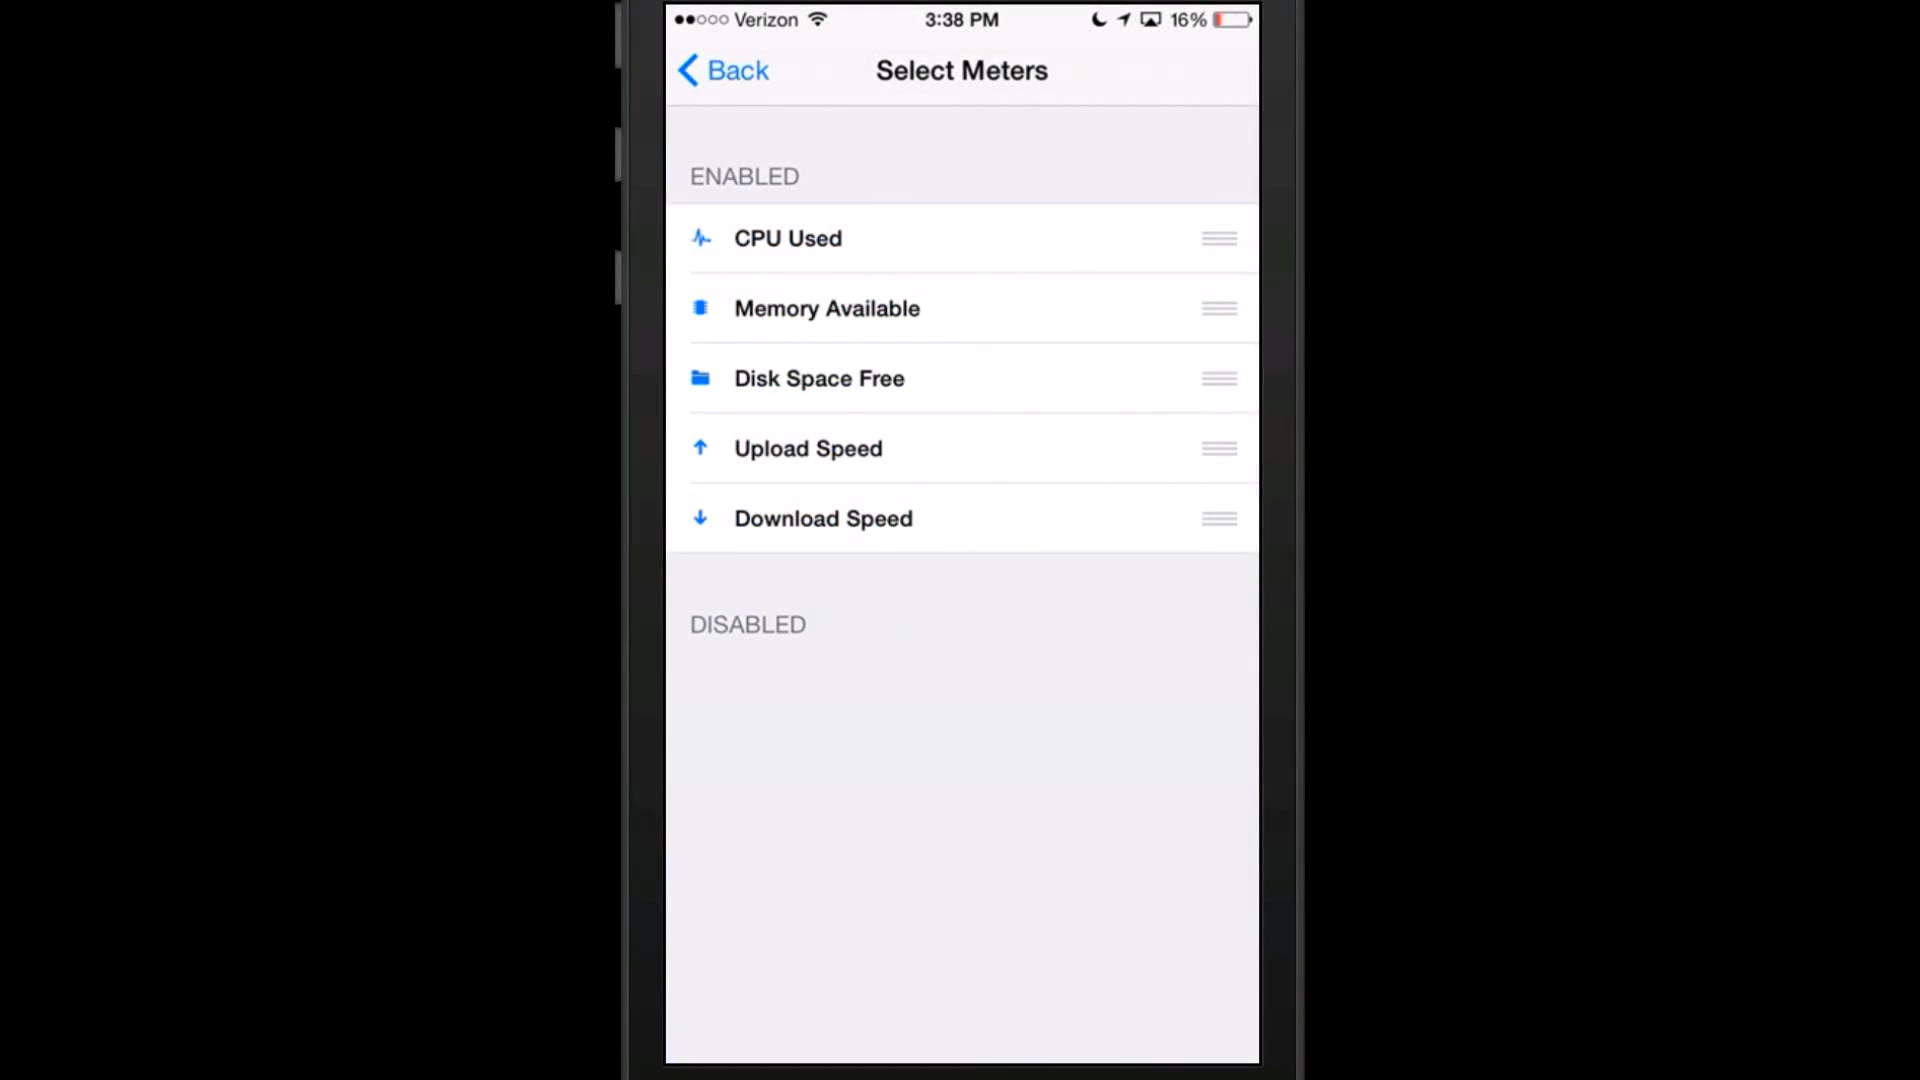 Verizon 3:38 PM 16%
Back Select Meters
ENABLED
CPU Used
Memory Available
Disk Space Free
Upload Speed
Download Speed
DISABLED